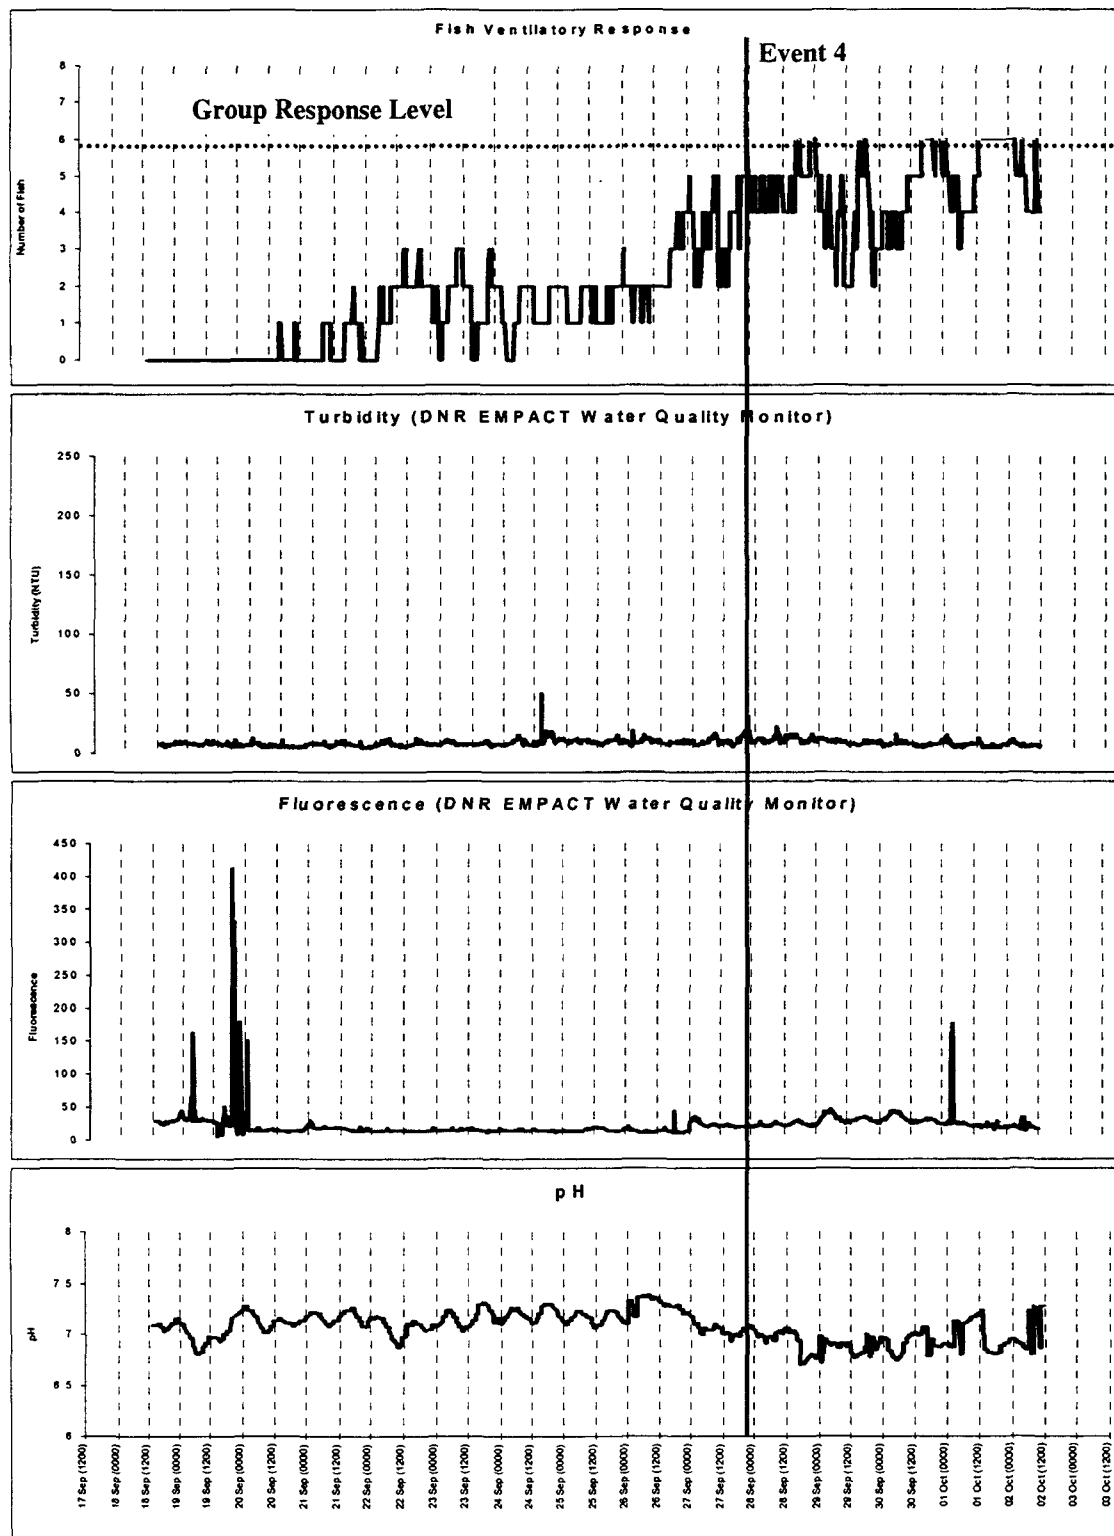 Fish Ventilatory Response
Event 4
Group Response Level
Number of Fish
8
7
6
5
4
3
2
1
0
Turbidity (DNR EMPACT Water Quality Monitor)
Turbidity (NTU)
250
200
150
100
50
0
Fluorescence (DNR EMPACT Water Quality Monitor)
Fluorescence
450
400
350
300
250
200
150
100
50
0
pH
pH
8
7 5
7
6 5
6
17 Sep (1200)
18 Sep (0000)
18 Sep (1200)
19 Sep (0000)
19 Sep (1200)
20 Sep (0000)
20 Sep (1200)
21 Sep (0000)
21 Sep (1200)
22 Sep (0000)
22 Sep (1200)
23 Sep (0000)
23 Sep (1200)
24 Sep (0000)
24 Sep (1200)
25 Sep (0000)
25 Sep (1200)
26 Sep (0000)
26 Sep (1200)
27 Sep (0000)
27 Sep (1200)
28 Sep (0000)
28 Sep (1200)
29 Sep (0000)
29 Sep (1200)
30 Sep (0000)
30 Sep (1200)
01 Oct (0000)
01 Oct (1200)
02 Oct (0000)
02 Oct (1200)
03 Oct (0000)
03 Oct (1200)